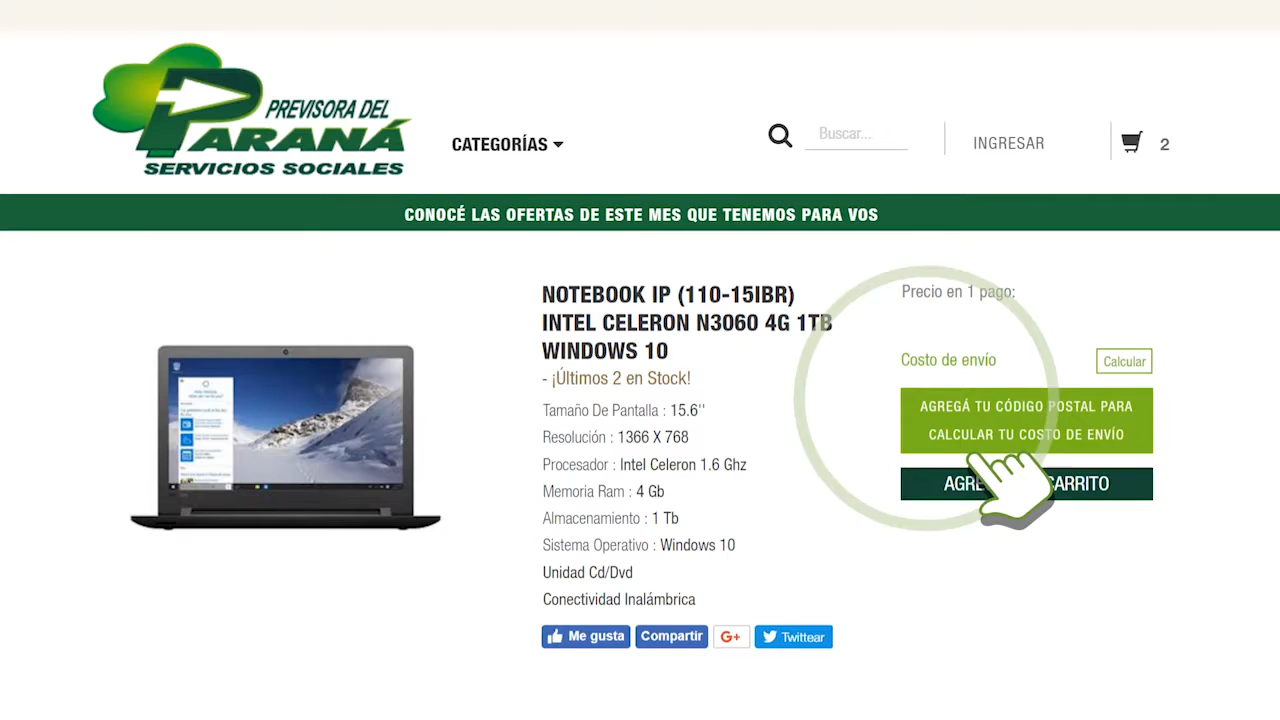 PREVISORA DEL
PARANÁ
SERVICIOS SOCIALES
CATEGORÍAS
Buscar...
INGRESAR
2
CONOCÉ LAS OFERTAS DE ESTE MES QUE TENEMOS PARA VOS
NOTEBOOK IP (110-15IBR)
INTEL CELERON N3060 4G 1TB
WINDOWS 10
- ¡Últimos 2 en Stock!
Tamaño De Pantalla : 15.6''
Resolución : 1366 X 768
Procesador : Intel Celeron 1.6 Ghz
Memoria Ram : 4 Gb
Almacenamiento : 1 Tb
Sistema Operativo : Windows 10
Unidad Cd/Dvd
Conectividad Inalámbrica
Me gusta
Compartir
G+
Twittear
Precio en 1 pago:
Costo de envío
Calcular
AGREGÁ TU CÓDIGO POSTAL PARA
CALCULAR TU COSTO DE ENVÍO